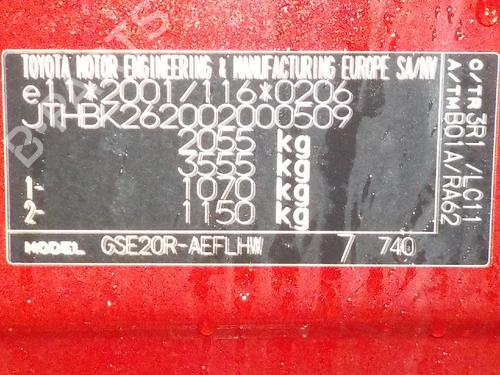 TOYOTA MOTOR ENGINEERING & MANUFACTURING EUROPE SA/NV
e11*2001/116*0206
JTHBK262002000509
2055 kg
3555 kg
1- 1070 kg
2- 1150 kg
MODEL GSE20R-AEFLHW 7 740
C/TR 3R1 /LC11
A/TM B01A/RA62
B-PARTS